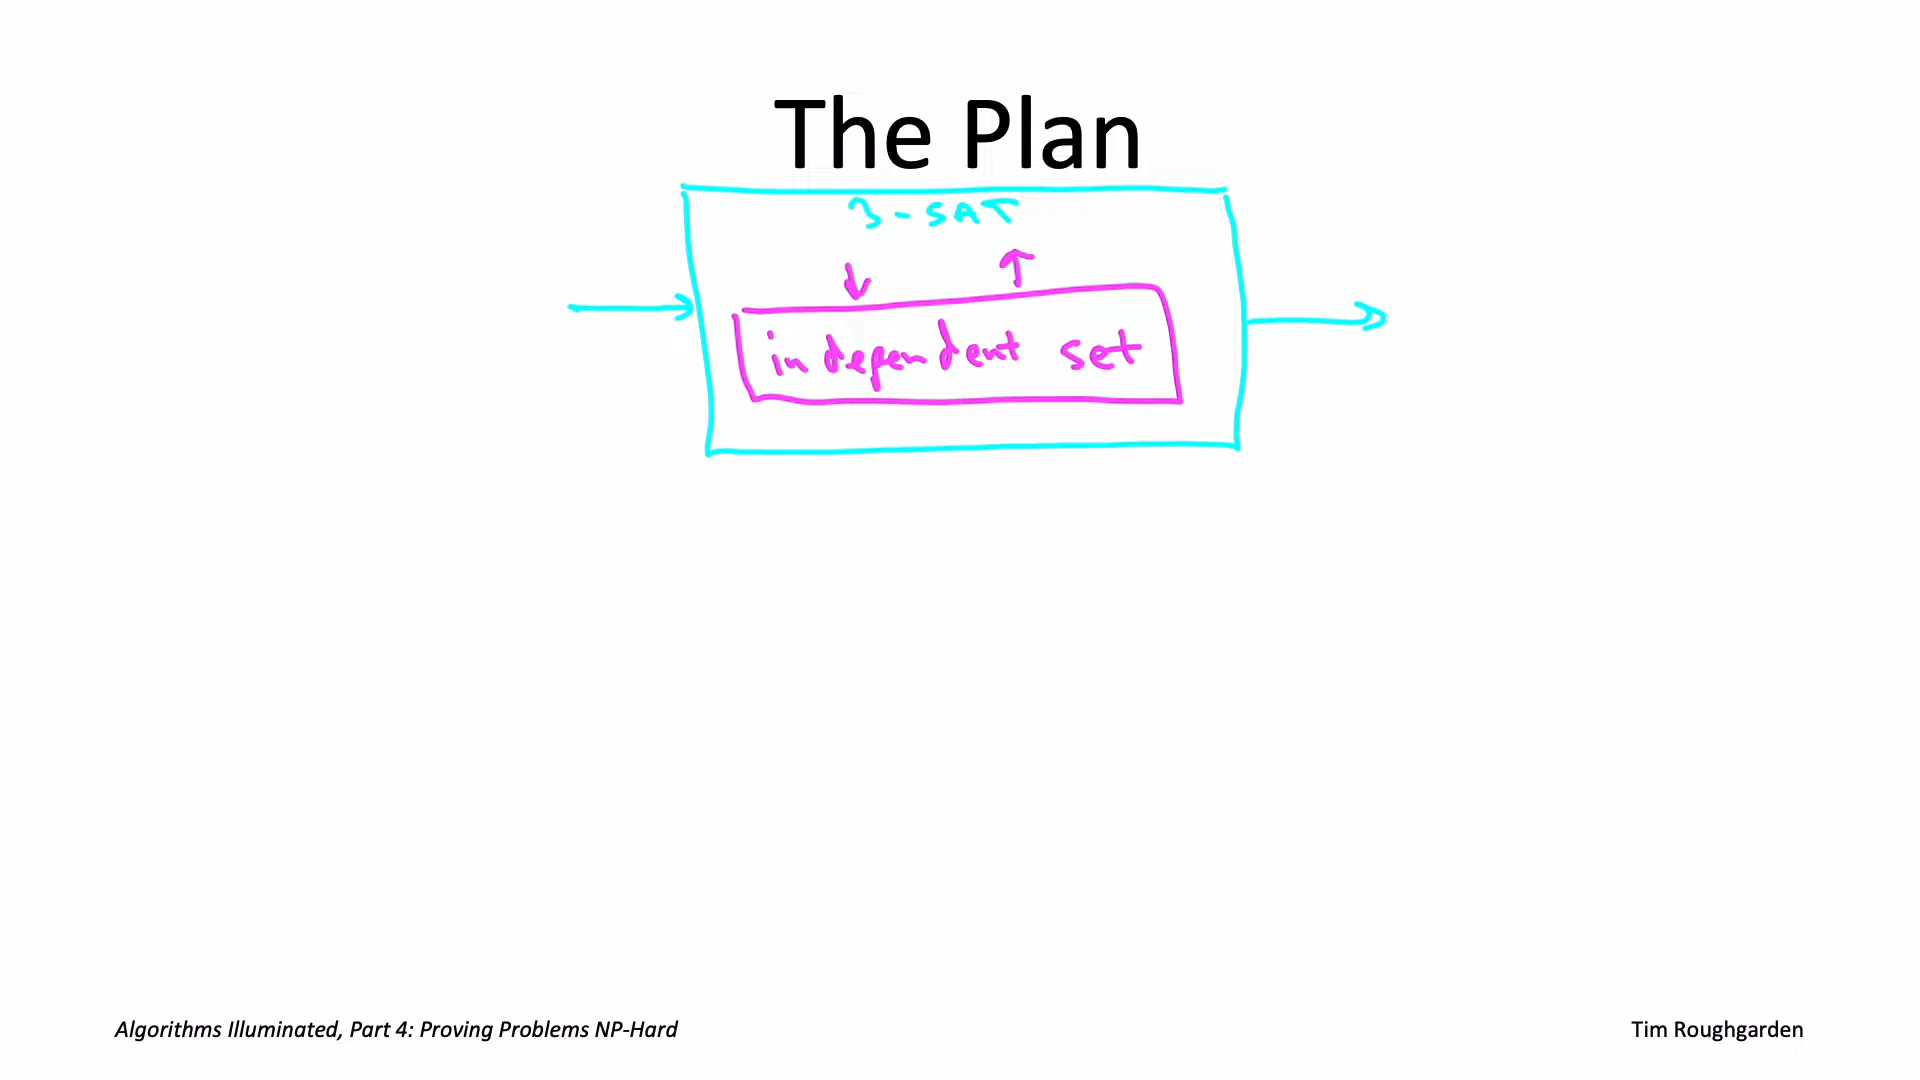 The Plan
3-SAT
independent set
Algorithms Illuminated, Part 4: Proving Problems NP-Hard
Tim Roughgarden